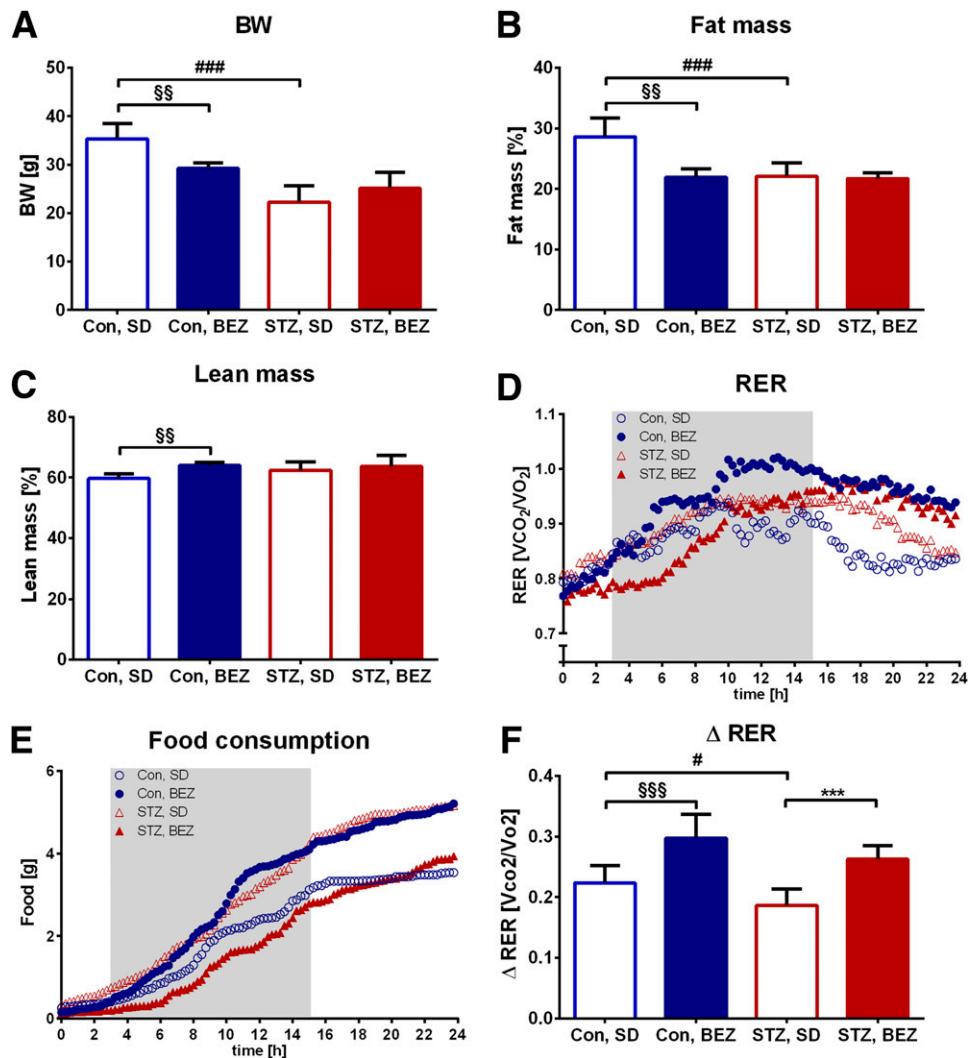 A
BW
BW [g]
50
40
30
20
10
0
###
§§
Con, SD
Con, BEZ
STZ, SD
STZ, BEZ
B
Fat mass
Fat mass [%]
40
30
20
10
0
###
§§
Con, SD
Con, BEZ
STZ, SD
STZ, BEZ
C
Lean mass
Lean mass [%]
80
60
40
20
0
§§
Con, SD
Con, BEZ
STZ, SD
STZ, BEZ
D
RER
RER [VCO₂/VO₂]
1.1
1.0
0.9
0.8
0.7
Con, SD
Con, BEZ
STZ, SD
STZ, BEZ
0 2 4 6 8 10 12 14 16 18 20 22 24
time [h]
E
Food consumption
Food [g]
6
4
2
0
Con, SD
Con, BEZ
STZ, SD
STZ, BEZ
0 2 4 6 8 10 12 14 16 18 20 22 24
time [h]
F
Δ RER
Δ RER [Vco2/Vo2]
0.4
0.3
0.2
0.1
0.0
#
§§§
***
Con, SD
Con, BEZ
STZ, SD
STZ, BEZ